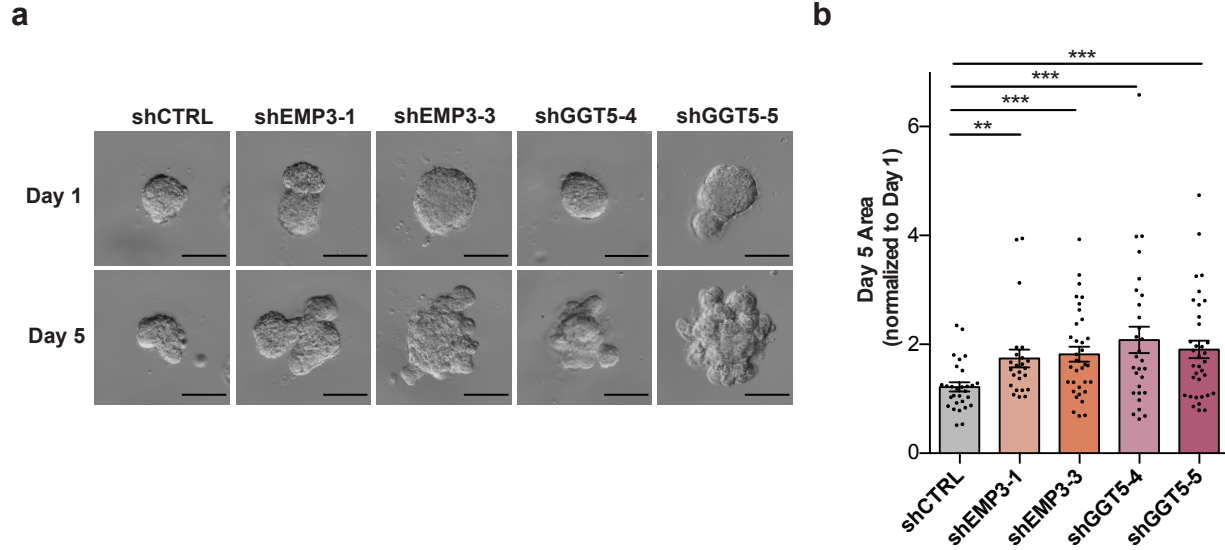 a
shCTRL shEMP3-1 shEMP3-3 shGGT5-4 shGGT5-5
Day 1
Day 5
b
***
***
***
**
Day 5 Area
(normalized to Day 1)
6
4
2
0
shCTRL
shEMP3-1
shEMP3-3
shGGT5-4
shGGT5-5